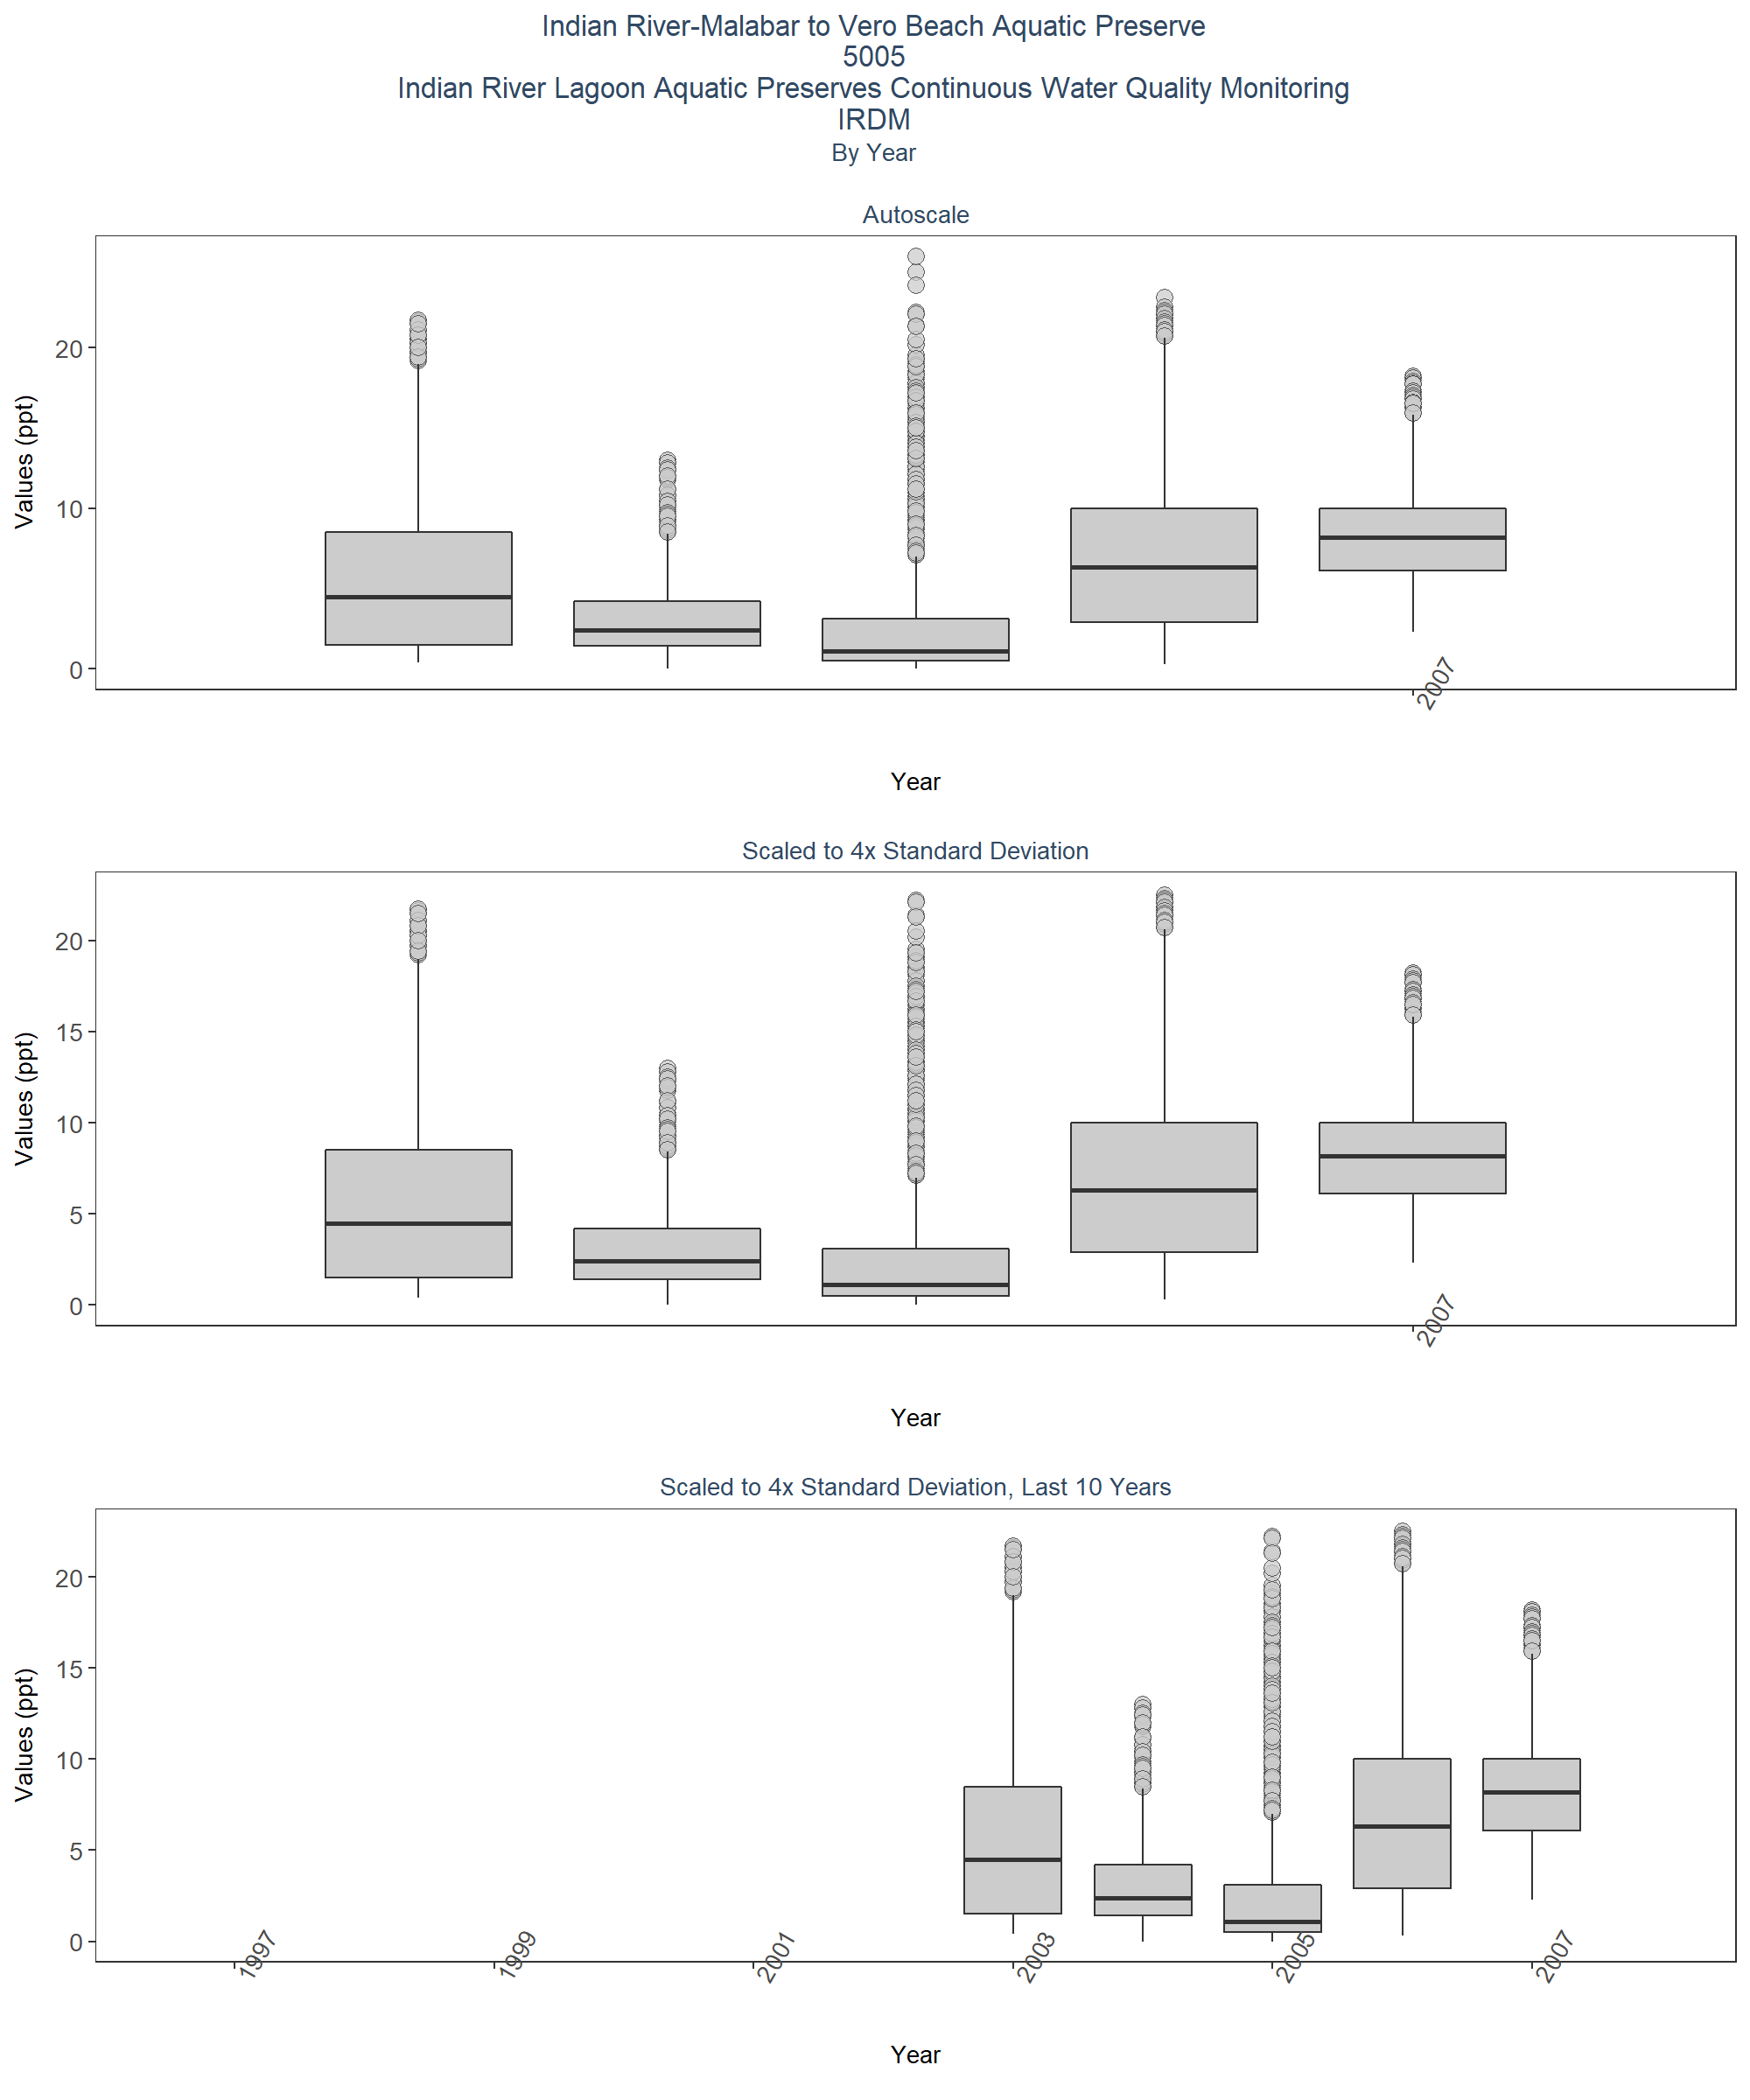 Indian River-Malabar to Vero Beach Aquatic Preserve
5005
Indian River Lagoon Aquatic Preserves Continuous Water Quality Monitoring
IRDM
By Year
Autoscale
Values (ppt)
20
10
0
2007
Year
Scaled to 4x Standard Deviation
Values (ppt)
20
15
10
5
0
2007
Year
Scaled to 4x Standard Deviation, Last 10 Years
Values (ppt)
20
15
10
5
0
1997 1999 2001 2003 2005 2007
Year